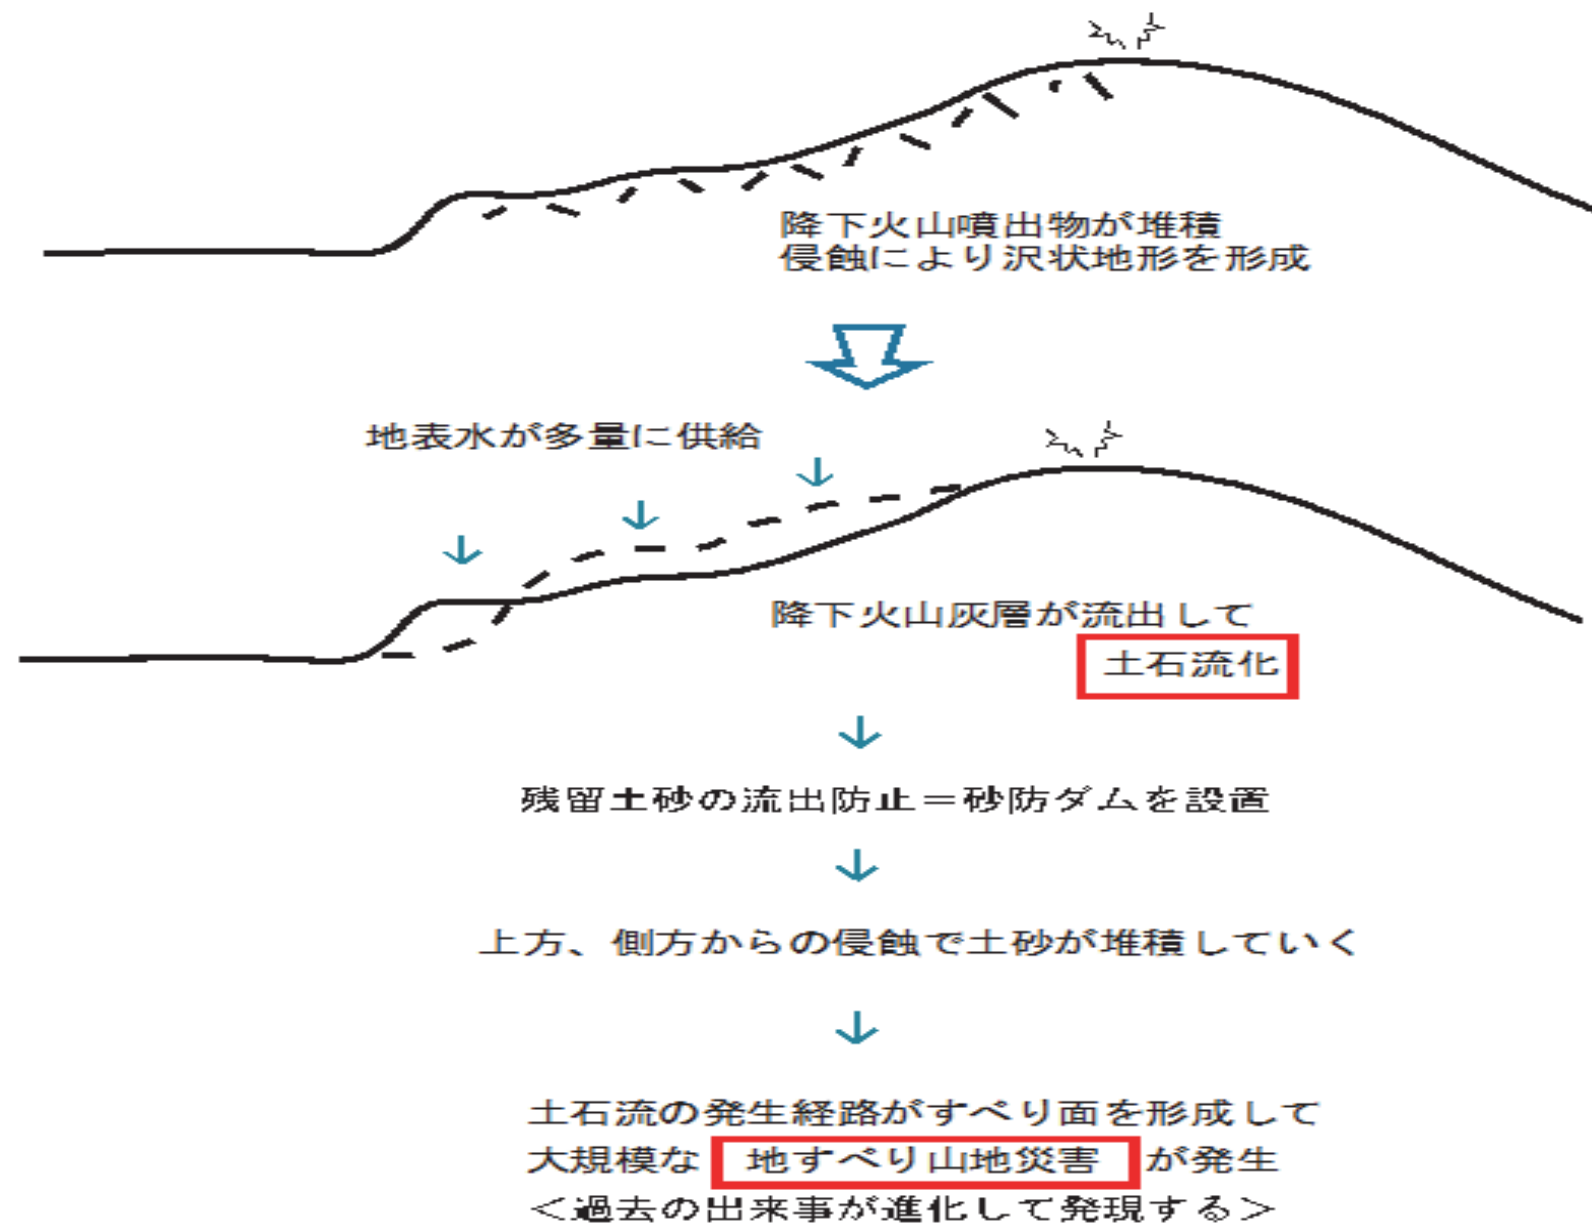 降下火山噴出物が堆積
侵蝕により沢状地形を形成
地表水が多量に供給
降下火山灰層が流出して
土石流化
残留土砂の流出防止＝砂防ダムを設置
上方、側方からの侵蝕で土砂が堆積していく
土石流の発生経路がすべり面を形成して
大規模な 地すべり山地災害 が発生
＜過去の出来事が進化して発現する＞